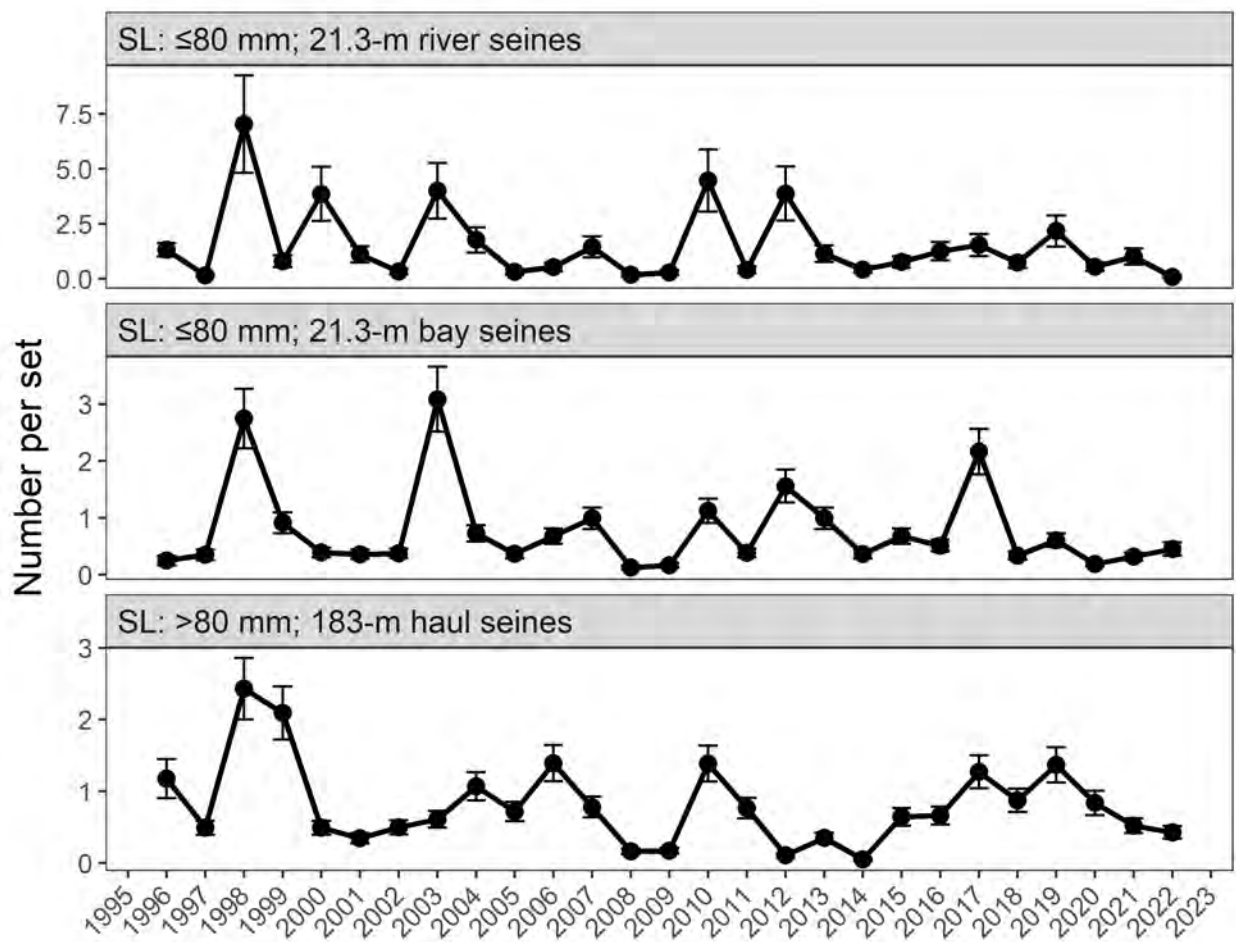 SL: ≤80 mm; 21.3-m river seines
7.5
5.0
2.5
0.0
SL: ≤80 mm; 21.3-m bay seines
3
2
1
0
Number per set
SL: >80 mm; 183-m haul seines
3
2
1
0
1995 1996 1997 1998 1999 2000 2001 2002 2003 2004 2005 2006 2007 2008 2009 2010 2011 2012 2013 2014 2015 2016 2017 2018 2019 2020 2021 2022 2023